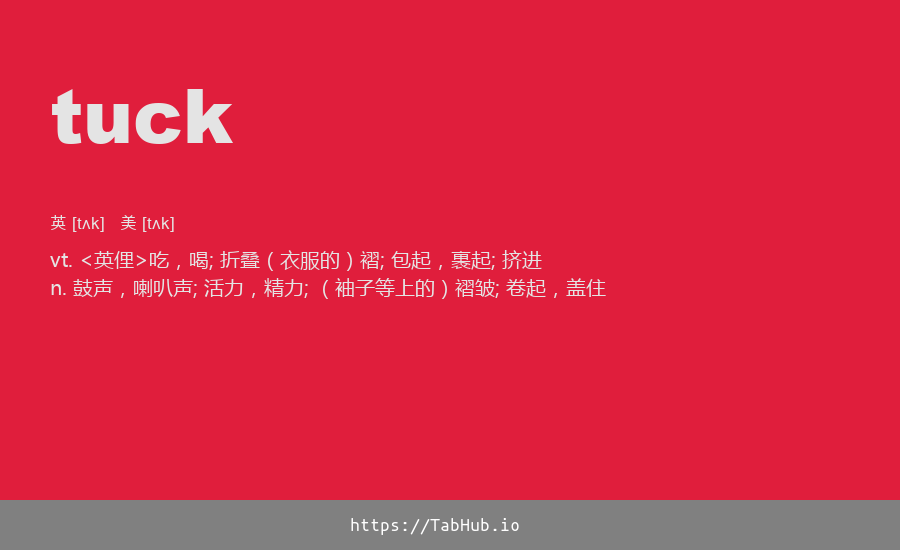 tuck
英 [tʌk]   美 [tʌk]
vt. <英俚>吃，喝; 折叠（衣服的）褶; 包起，裹起; 挤进
n. 鼓声，喇叭声; 活力，精力; （袖子等上的）褶皱; 卷起，盖住
https://TabHub.io